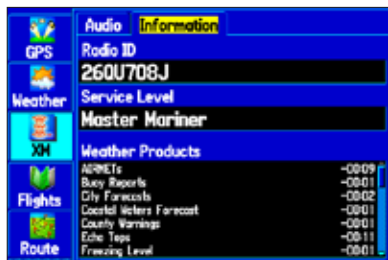 Audio Information
GPS
Radio ID
260U708J
Weather
Service Level
Master Mariner
XM
Weather Products
AIRMETs -00:09
Buoy Reports -00:01
City Forecasts -00:02
Flights
Coastal Waters Forecast -00:01
County Warnings -00:01
Echo Tops -00:11
Route
Freezing Level -00:01